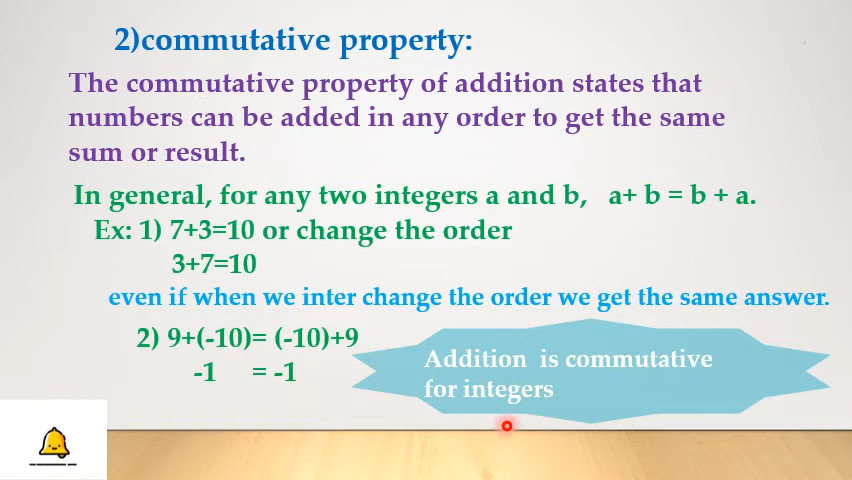 2)commutative property:
The commutative property of addition states that
numbers can be added in any order to get the same
sum or result.
In general, for any two integers a and b,   a+ b = b + a.
Ex: 1) 7+3=10 or change the order
3+7=10
even if when we inter change the order we get the same answer.
2) 9+(-10)= (-10)+9
-1     = -1
Addition  is commutative
for integers